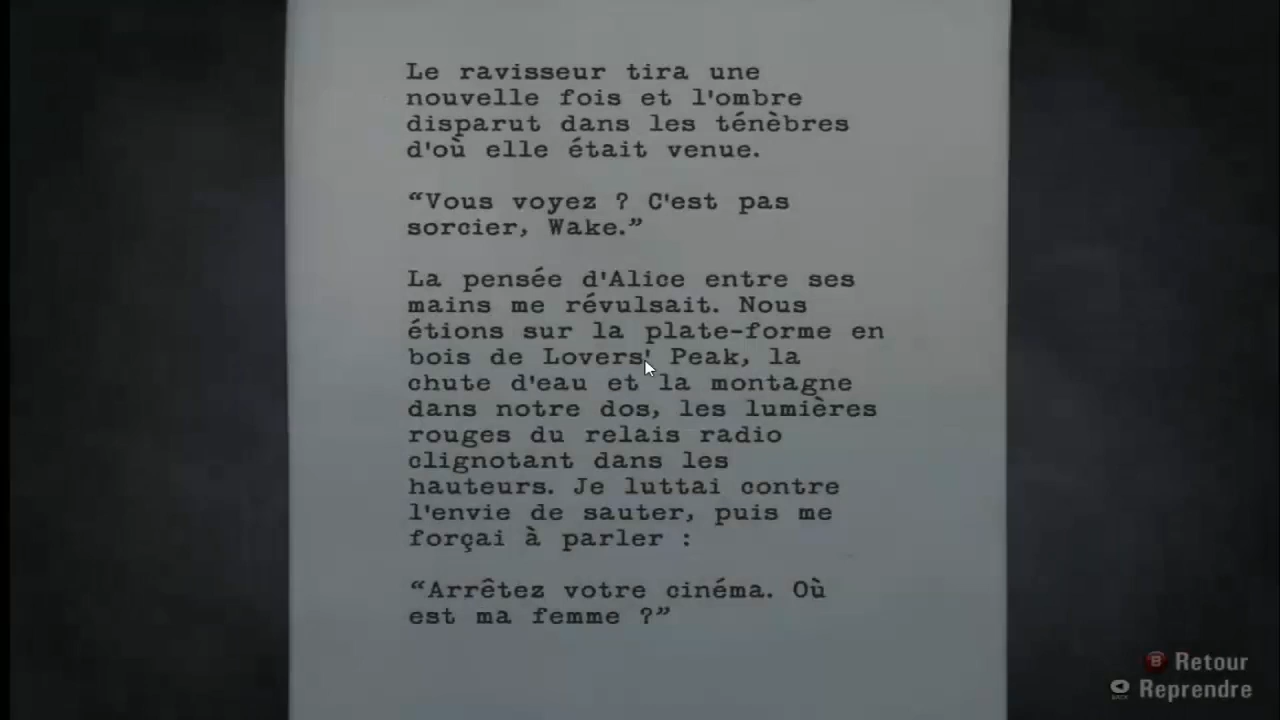 Le ravisseur tira une
nouvelle fois et l'ombre
disparut dans les ténèbres
d'où elle était venue.
“Vous voyez ? C'est pas
sorcier, Wake.”
La pensée d'Alice entre ses
mains me révulsait. Nous
étions sur la plate-forme en
bois de Lovers' Peak, la
chute d'eau et la montagne
dans notre dos, les lumières
rouges du relais radio
clignotant dans les
hauteurs. Je luttai contre
l'envie de sauter, puis me
forçai à parler :
“Arrêtez votre cinéma. Où
est ma femme ?”
B Retour
BACK Reprendre